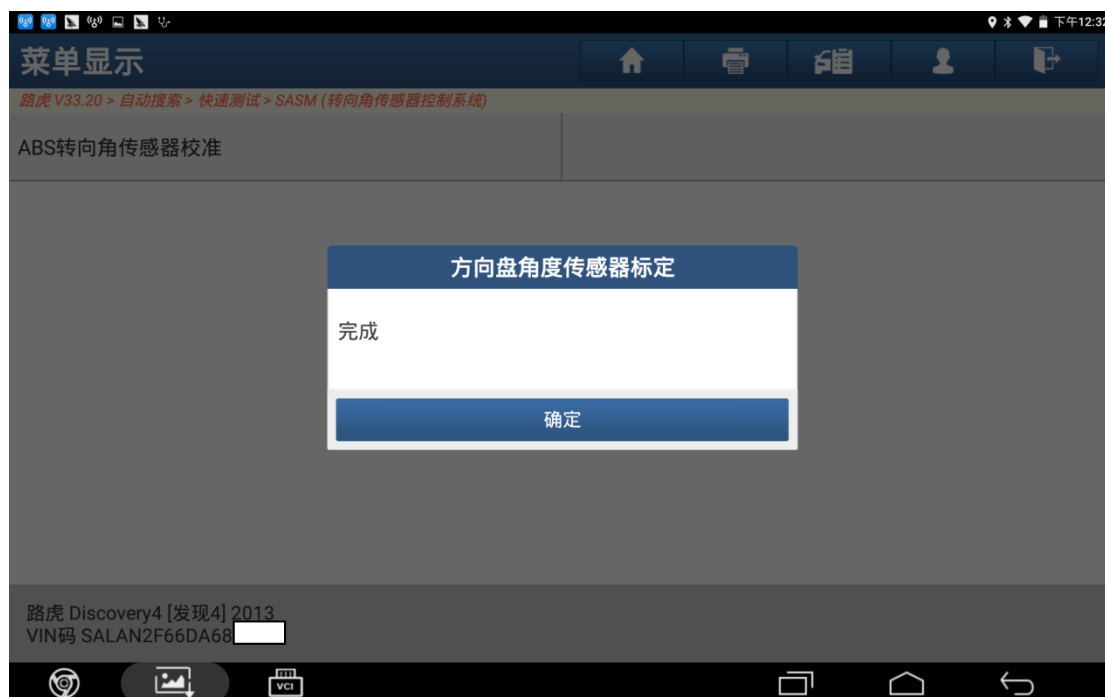 下午12:32
菜单显示
路虎 V33.20 > 自动搜索 > 快速测试 > SASM (转向角传感器控制系统)
ABS转向角传感器校准
方向盘角度传感器标定
完成
确定
路虎 Discovery4 [发现4] 2013
VIN码 SALAN2F66DA68
VCI